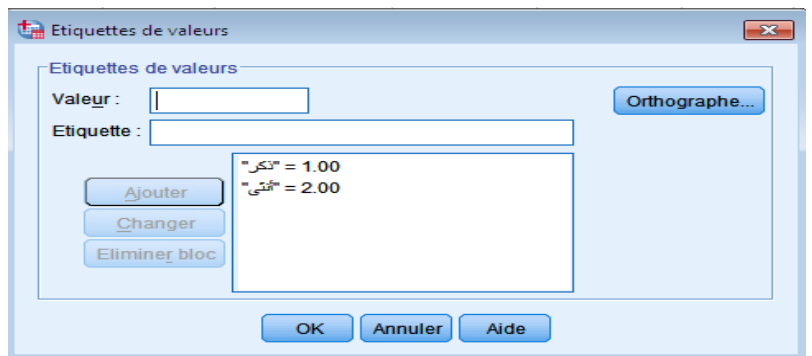 Etiquettes de valeurs
Etiquettes de valeurs
Valeur :
Orthographe...
Etiquette :
"ذكر" = 1.00
"أنثى" = 2.00
Ajouter
Changer
Eliminer bloc
OK
Annuler
Aide